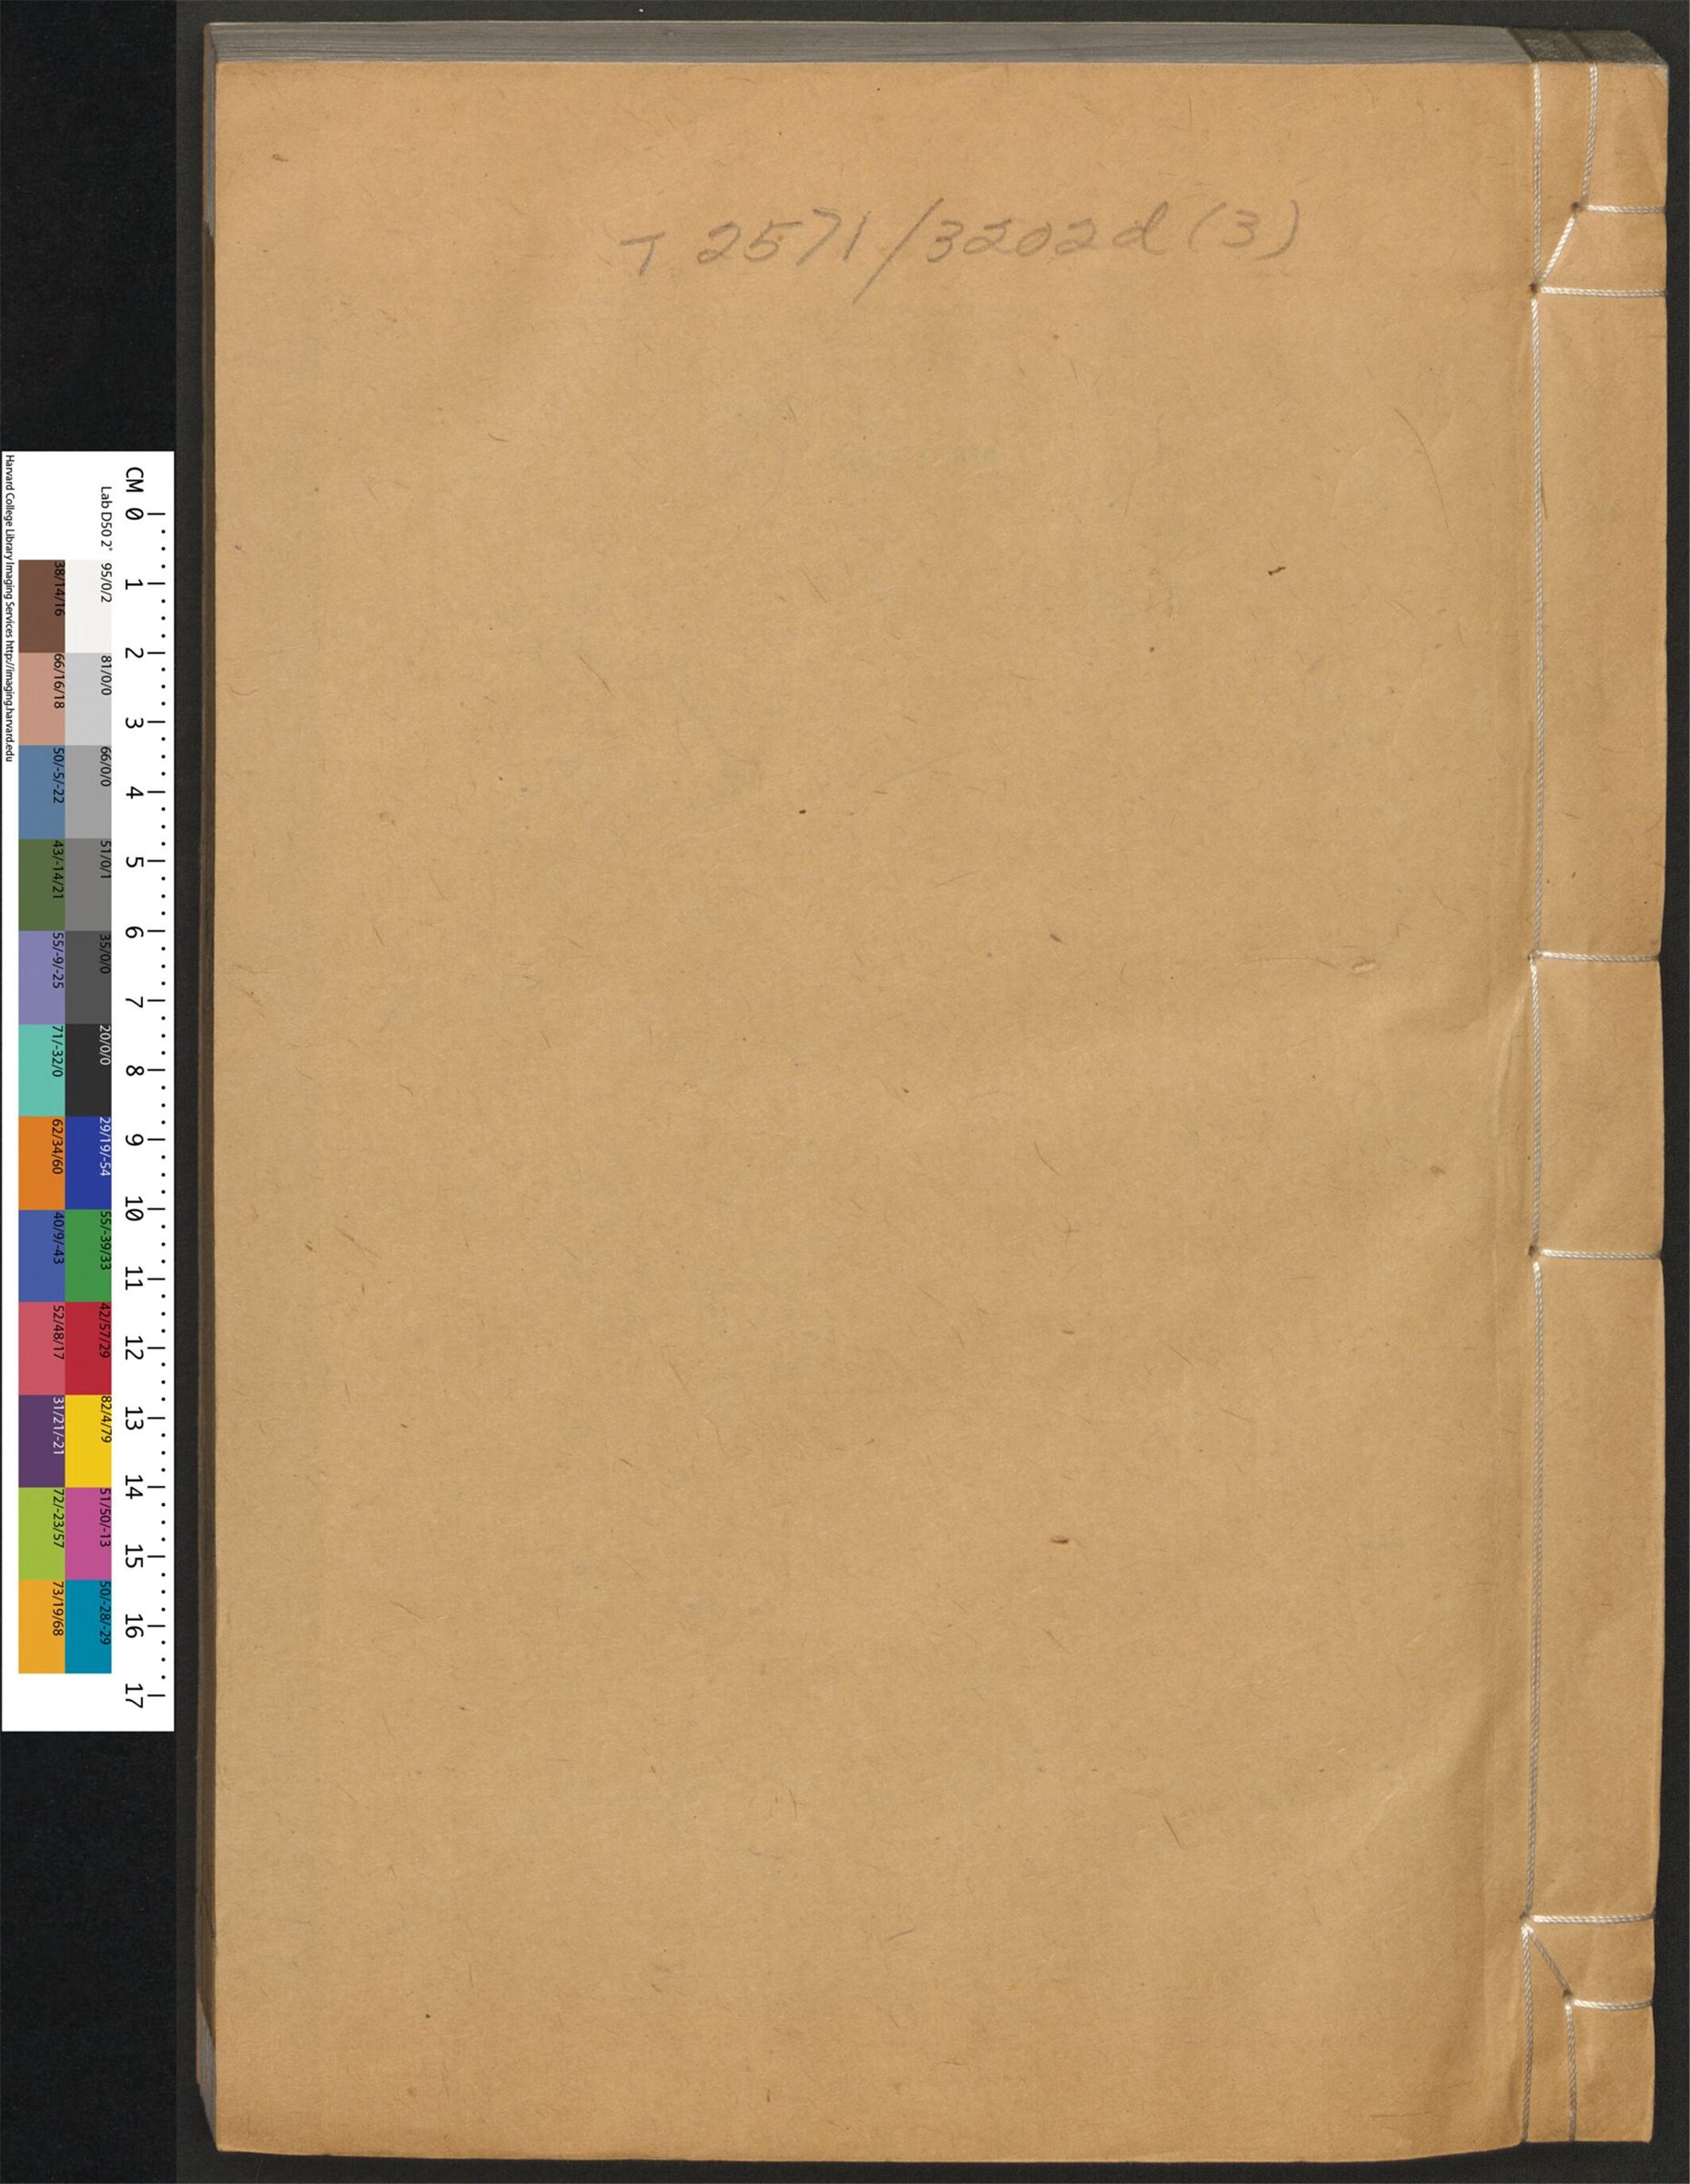 T 2571/3202d(3)
CM 0 1 2 3 4 5 6 7 8 9 10 11 12 13 14 15 16 17
Lab D50 2° 95/0/2 81/0/0 66/0/0 51/0/1 35/0/0 20/0/0 29/19/-54 55/-39/33 42/57/29 82/4/79 51/50/-13 50/-28/-29
38/14/16 66/16/18 50/-5/-22 43/-14/21 55/-9/-25 71/-32/0 62/34/60 40/9/-43 52/48/17 31/21/-21 72/-23/57 73/19/68
Harvard College Library Imaging Services http://imaging.harvard.edu